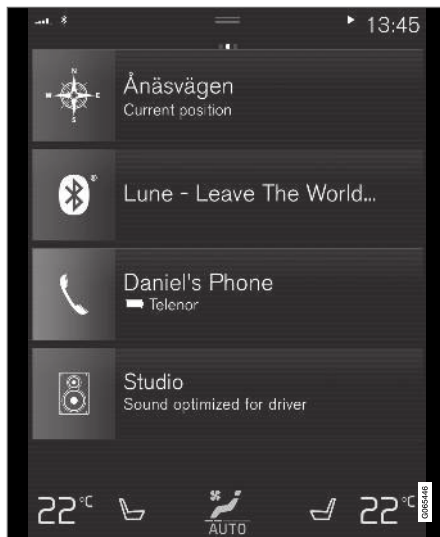 13:45
N
W E
S
Ånäsvägen
Current position
Lune - Leave The World...
Daniel's Phone
Telenor
Studio
Sound optimized for driver
22°C
AUTO
22°C
G065446